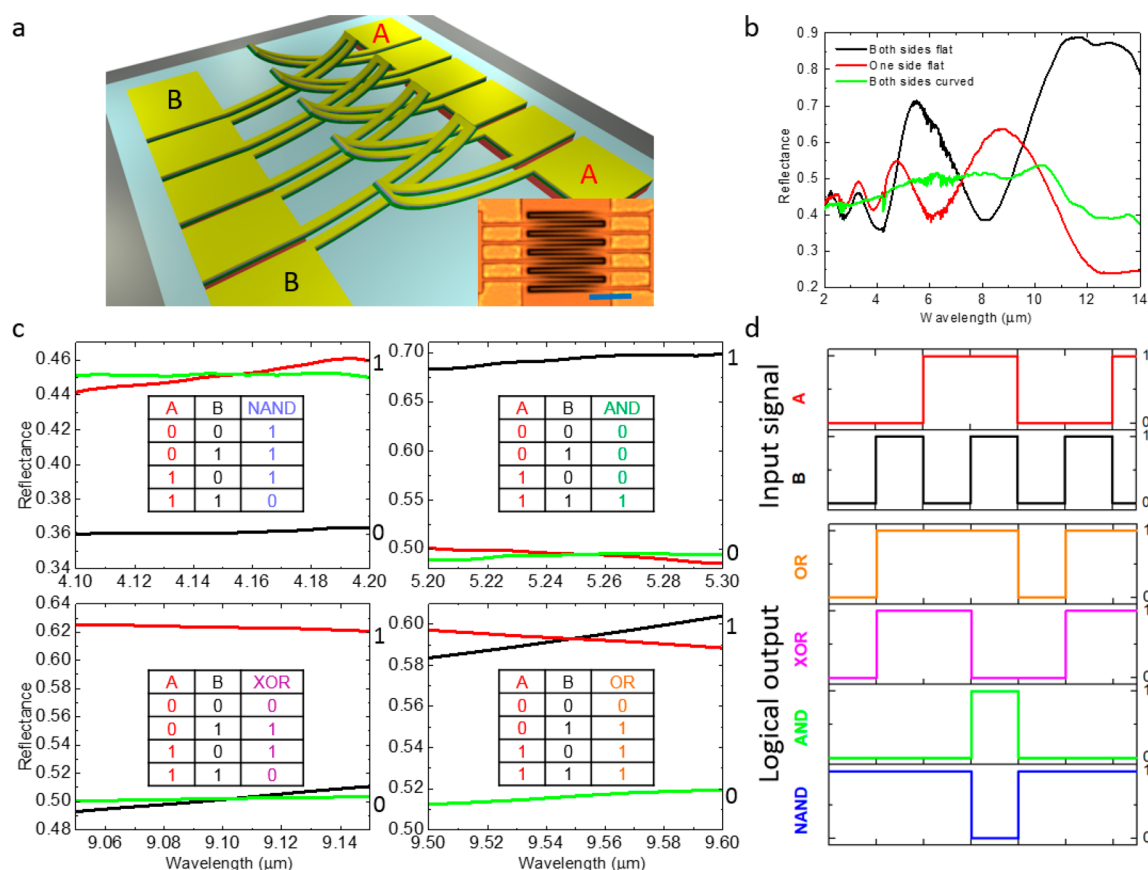 a
A
B
A
B
b
Both sides flat
One side flat
Both sides curved
Reflectance
0.9
0.7
0.5
0.4
0.2
2 4 6 8 10 12 14
Wavelength (μm)
c
Reflectance
0.46
0.44
0.42
0.40
0.38
0.36
0.34
1
0
A B NAND
0 0 1
0 1 1
1 0 1
1 1 0
4.10 4.12 4.14 4.16 4.18 4.20
0.70
0.65
0.60
0.55
0.50
1
0
A B AND
0 0 0
0 1 0
1 0 0
1 1 1
5.20 5.22 5.24 5.26 5.28 5.30
Reflectance
0.64
0.62
0.60
0.58
0.56
0.54
0.52
0.50
0.48
1
0
A B XOR
0 0 0
0 1 1
1 0 1
1 1 0
9.06 9.08 9.10 9.12 9.14
Wavelength (μm)
0.60
0.58
0.56
0.54
0.52
0.50
1
0
A B OR
0 0 0
0 1 1
1 0 1
1 1 1
9.50 9.52 9.54 9.56 9.58 9.60
Wavelength (μm)
d
Input signal
A
1
0
B
1
0
Logical output
OR
1
0
XOR
1
0
AND
1
0
NAND
1
0